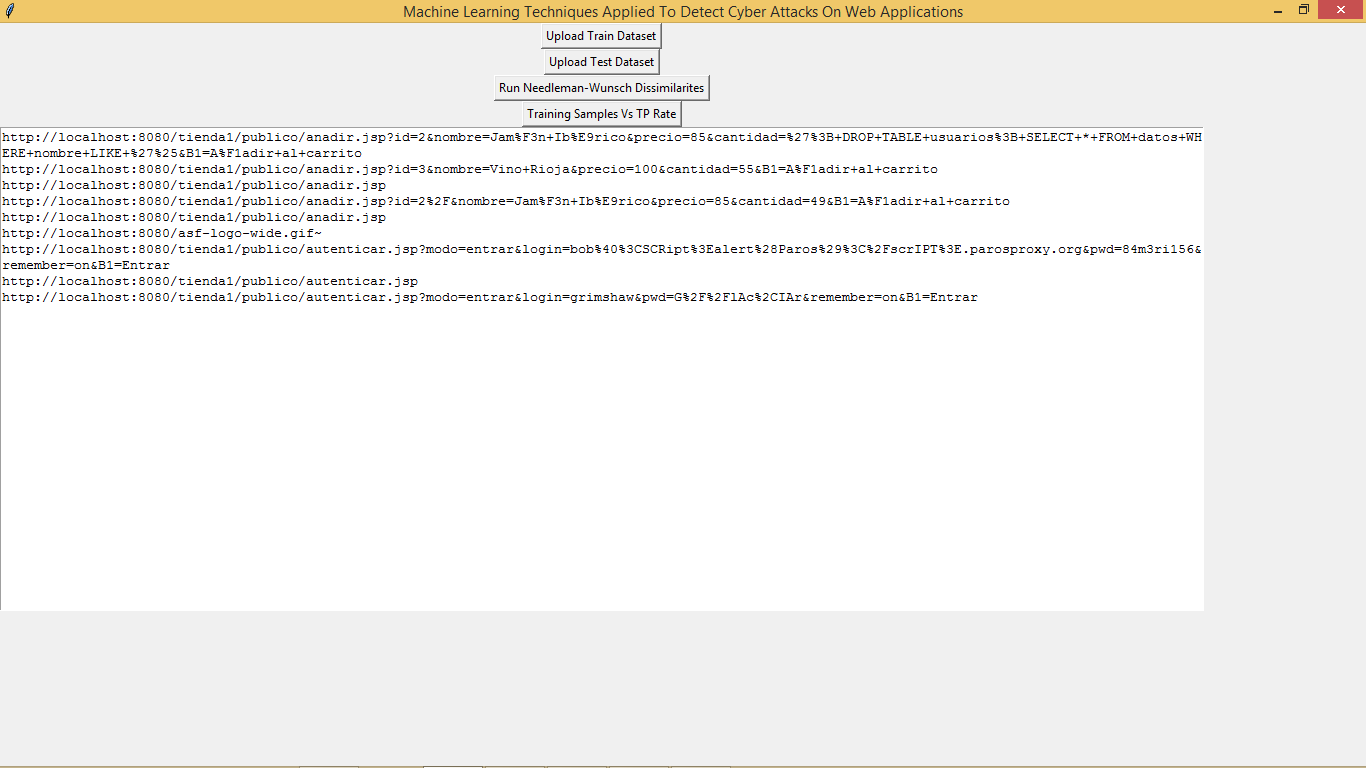 Machine Learning Techniques Applied To Detect Cyber Attacks On Web Applications
Upload Train Dataset
Upload Test Dataset
Run Needleman-Wunsch Dissimilarites
Training Samples Vs TP Rate
http://localhost:8080/tienda1/publico/anadir.jsp?id=2&nombre=Jam%F3n+Ib%E9rico&precio=85&cantidad=%27%3B+DROP+TABLE+usuarios%3B+SELECT+*+FROM+datos+WH
ERE+nombre+LIKE+%27%25&B1=A%F1adir+al+carrito
http://localhost:8080/tienda1/publico/anadir.jsp?id=3&nombre=Vino+Rioja&precio=100&cantidad=55&B1=A%F1adir+al+carrito
http://localhost:8080/tienda1/publico/anadir.jsp
http://localhost:8080/tienda1/publico/anadir.jsp?id=2%2F&nombre=Jam%F3n+Ib%E9rico&precio=85&cantidad=49&B1=A%F1adir+al+carrito
http://localhost:8080/tienda1/publico/anadir.jsp
http://localhost:8080/asf-logo-wide.gif~
http://localhost:8080/tienda1/publico/autenticar.jsp?modo=entrar&login=bob%40%3CSCRipt%3Ealert%28Paros%29%3C%2FscrIPT%3E.parosproxy.org&pwd=84m3ri156&
remember=on&B1=Entrar
http://localhost:8080/tienda1/publico/autenticar.jsp
http://localhost:8080/tienda1/publico/autenticar.jsp?modo=entrar&login=grimshaw&pwd=G%2F%2FlAc%2CIAr&remember=on&B1=Entrar